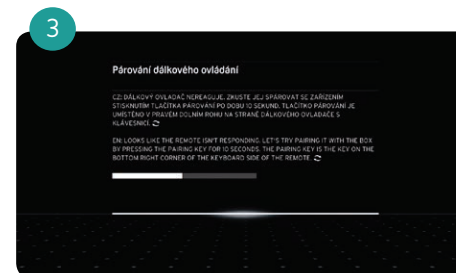 3
Párování dálkového ovládání
CZ: DÁLKOVÝ OVLADAČ NEREAGUJE. ZKUSTE JEJ SPÁROVAT SE ZAŘÍZENÍM
STISKNUTÍM TLAČÍTKA PÁROVÁNÍ PO DOBU 10 SEKUND. TLAČÍTKO PÁROVÁNÍ JE
UMÍSTĚNO V PRAVÉM DOLNÍM ROHU NA STRANĚ DÁLKOVÉHO OVLADAČE S
KLÁVESNICÍ.
EN: LOOKS LIKE THE REMOTE ISN'T RESPONDING. LET'S TRY PAIRING IT WITH THE BOX
BY PRESSING THE PAIRING KEY FOR 10 SECONDS. THE PAIRING KEY IS THE KEY ON THE
BOTTOM RIGHT CORNER OF THE KEYBOARD SIDE OF THE REMOTE.